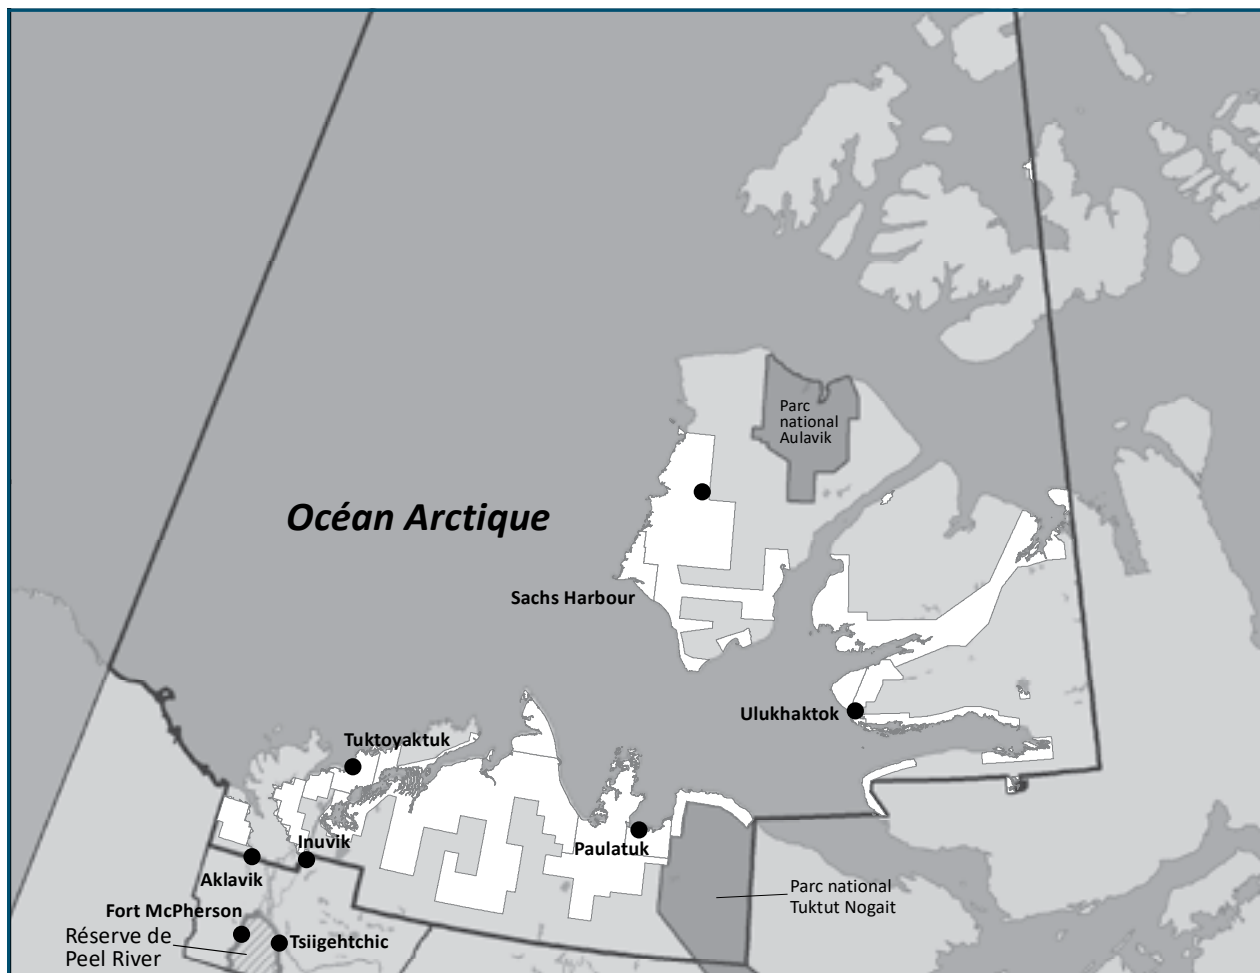 Parc
national
Aulavik
Océan Arctique
Sachs Harbour
Ulukhaktok
Tuktoyaktuk
Inuvik
Paulatuk
Aklavik
Parc national
Tuktut Nogait
Fort McPherson
Réserve de
Peel River
Tsiigehtchic